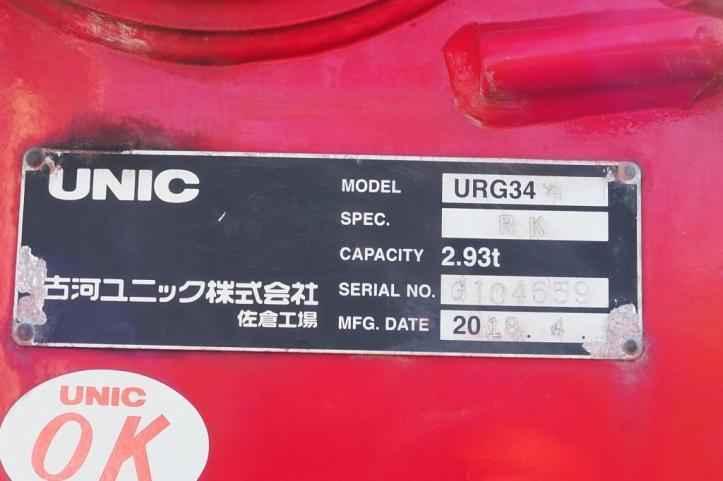 UNIC
MODEL URG34
SPEC. RK
CAPACITY 2.93t
古河ユニック株式会社
SERIAL NO. G104659
佐倉工場
MFG. DATE 2018.4
UNIC
OK